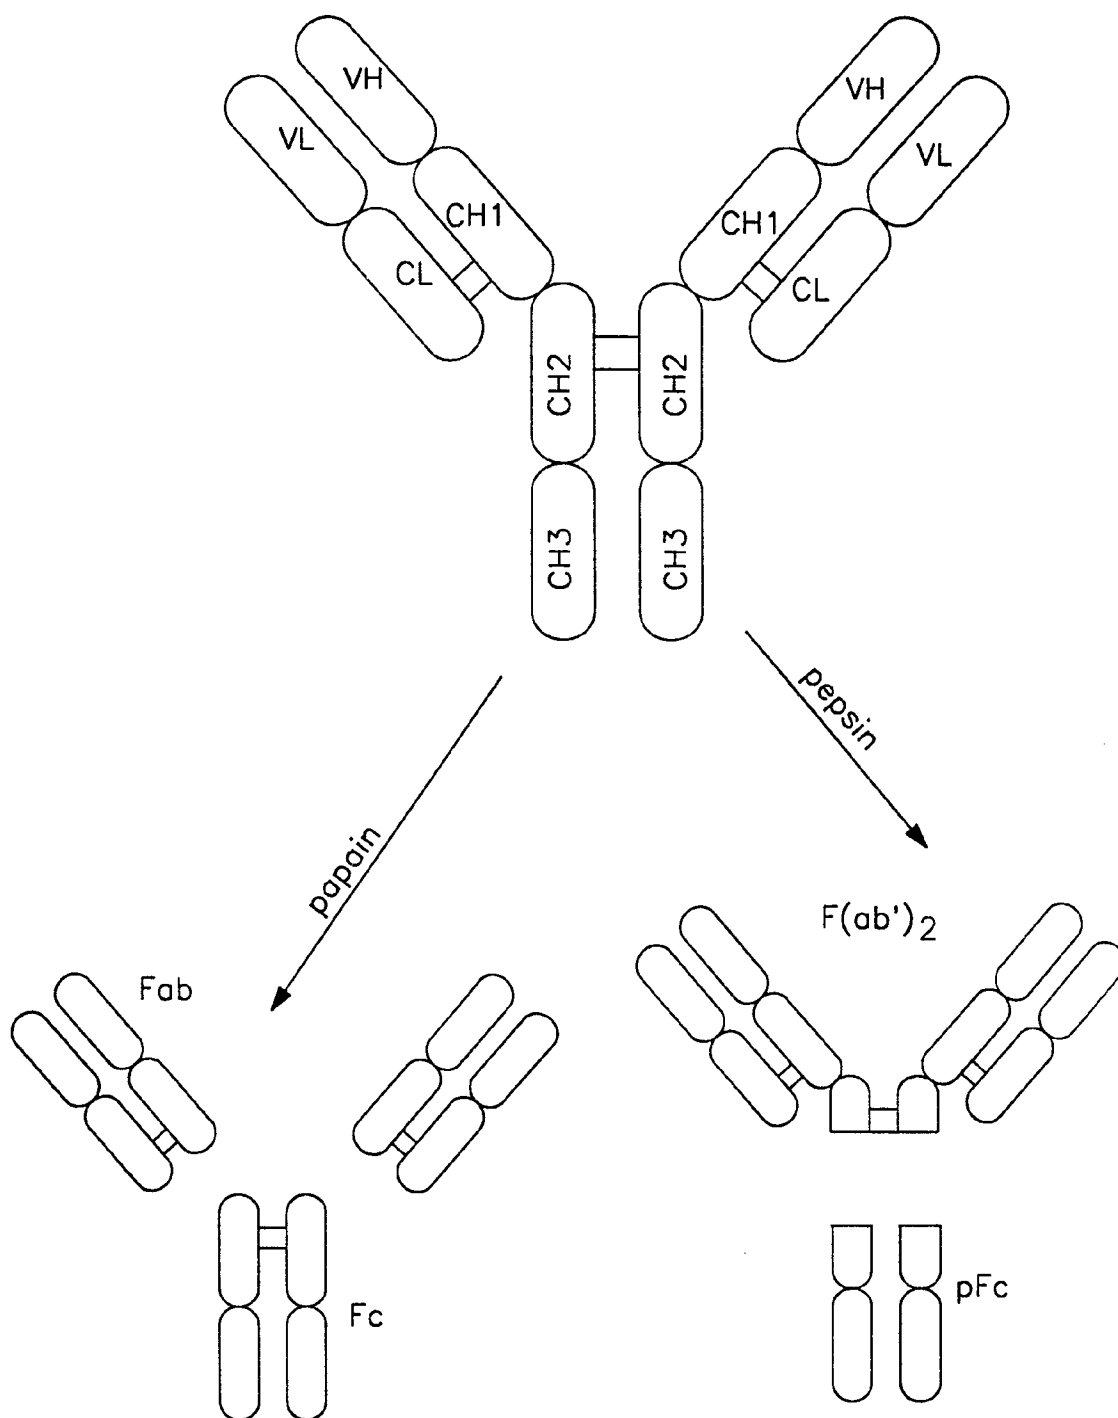 VH
VH
VL
VL
CH1
CH1
CL
CL
CH2
CH2
CH3
CH3
papain
pepsin
F(ab')2
Fab
Fc
pFc